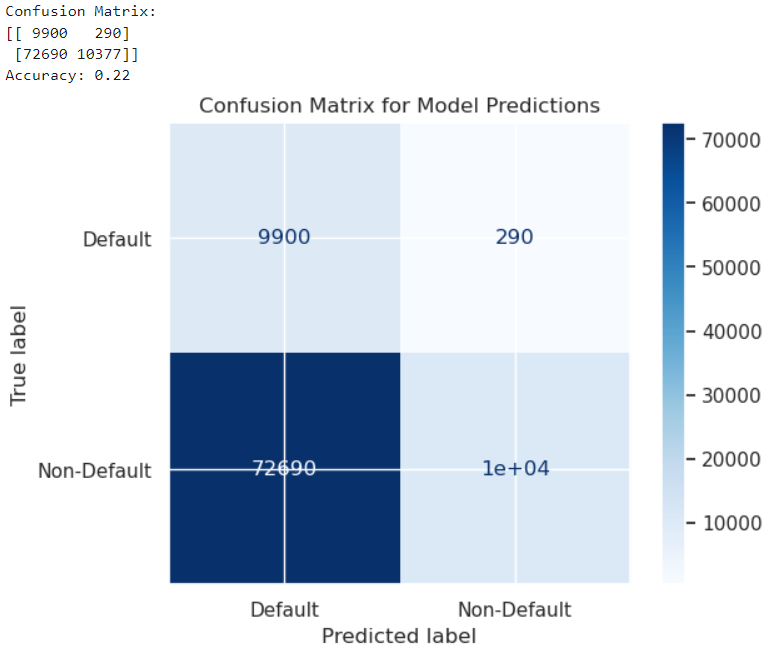 Confusion Matrix:
[[ 9900   290]
 [72690 10377]]
Accuracy: 0.22
Confusion Matrix for Model Predictions
70000
60000
50000
40000
30000
20000
10000
True label
Default
9900
290
Non-Default
72690
1e+04
Default
Non-Default
Predicted label